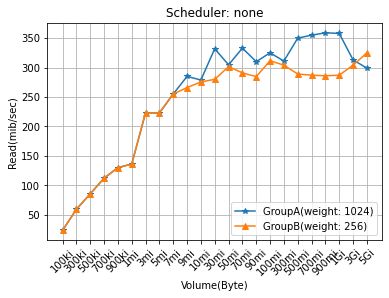 Scheduler: none
Read(mib/sec)
350
300
250
200
150
100
50
GroupA(weight: 1024)
GroupB(weight: 256)
100Ki
300Ki
500Ki
700Ki
900Ki
1mi
3mi
5mi
7mi
9mi
10mi
30mi
50mi
70mi
90mi
100mi
300mi
500mi
700mi
900mi
1Gi
3Gi
5Gi
Volume(Byte)